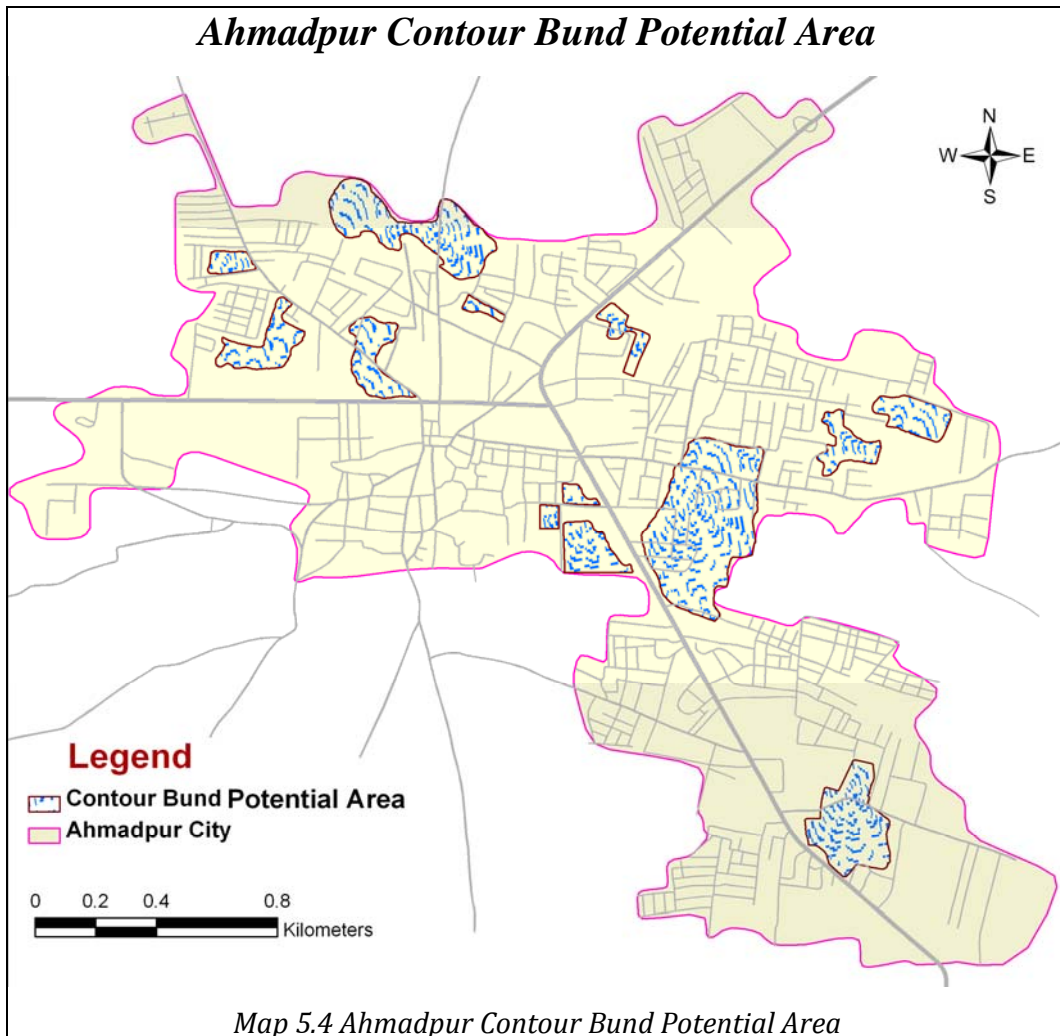 Ahmadpur Contour Bund Potential Area
N
W E
S
Legend
Contour Bund Potential Area
Ahmadpur City
0 0.2 0.4 0.8
Kilometers
Map 5.4 Ahmadpur Contour Bund Potential Area